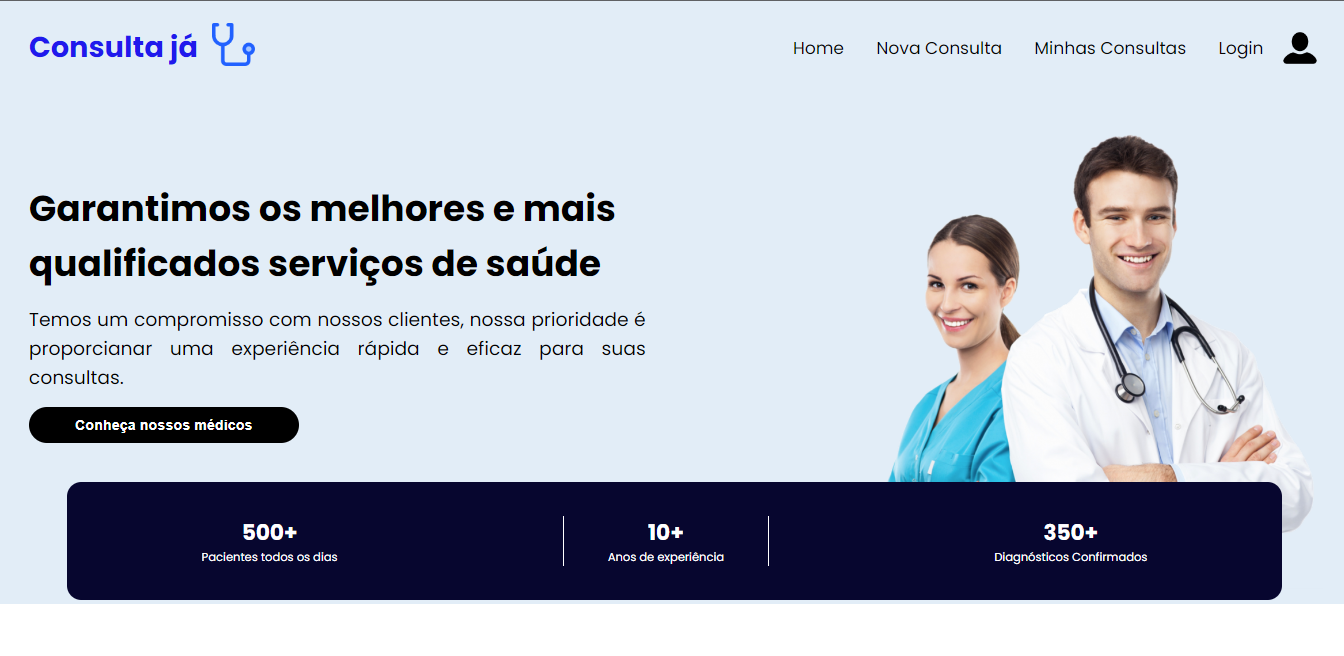 Consulta já
Home
Nova Consulta
Minhas Consultas
Login
Garantimos os melhores e mais
qualificados serviços de saúde
Temos um compromisso com nossos clientes, nossa prioridade é
proporcianar uma experiência rápida e eficaz para suas
consultas.
Conheça nossos médicos
500+
Pacientes todos os dias
10+
Anos de experiência
350+
Diagnósticos Confirmados